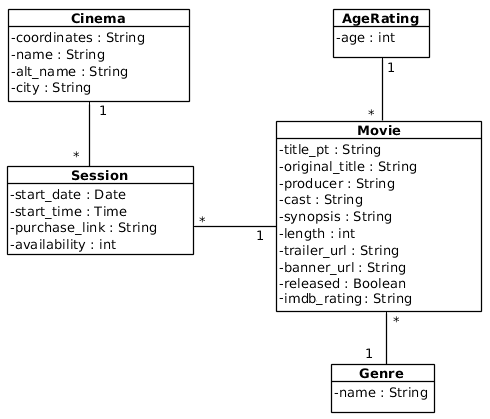 Cinema
-coordinates : String
-name : String
-alt_name : String
-city : String
1
*
Session
-start_date : Date
-start_time : Time
-purchase_link : String
-availability : int
*
1
AgeRating
-age : int
1
*
Movie
-title_pt : String
-original_title : String
-producer : String
-cast : String
-synopsis : String
-length : int
-trailer_url : String
-banner_url : String
-released : Boolean
-imdb_rating : String
*
1
Genre
-name : String